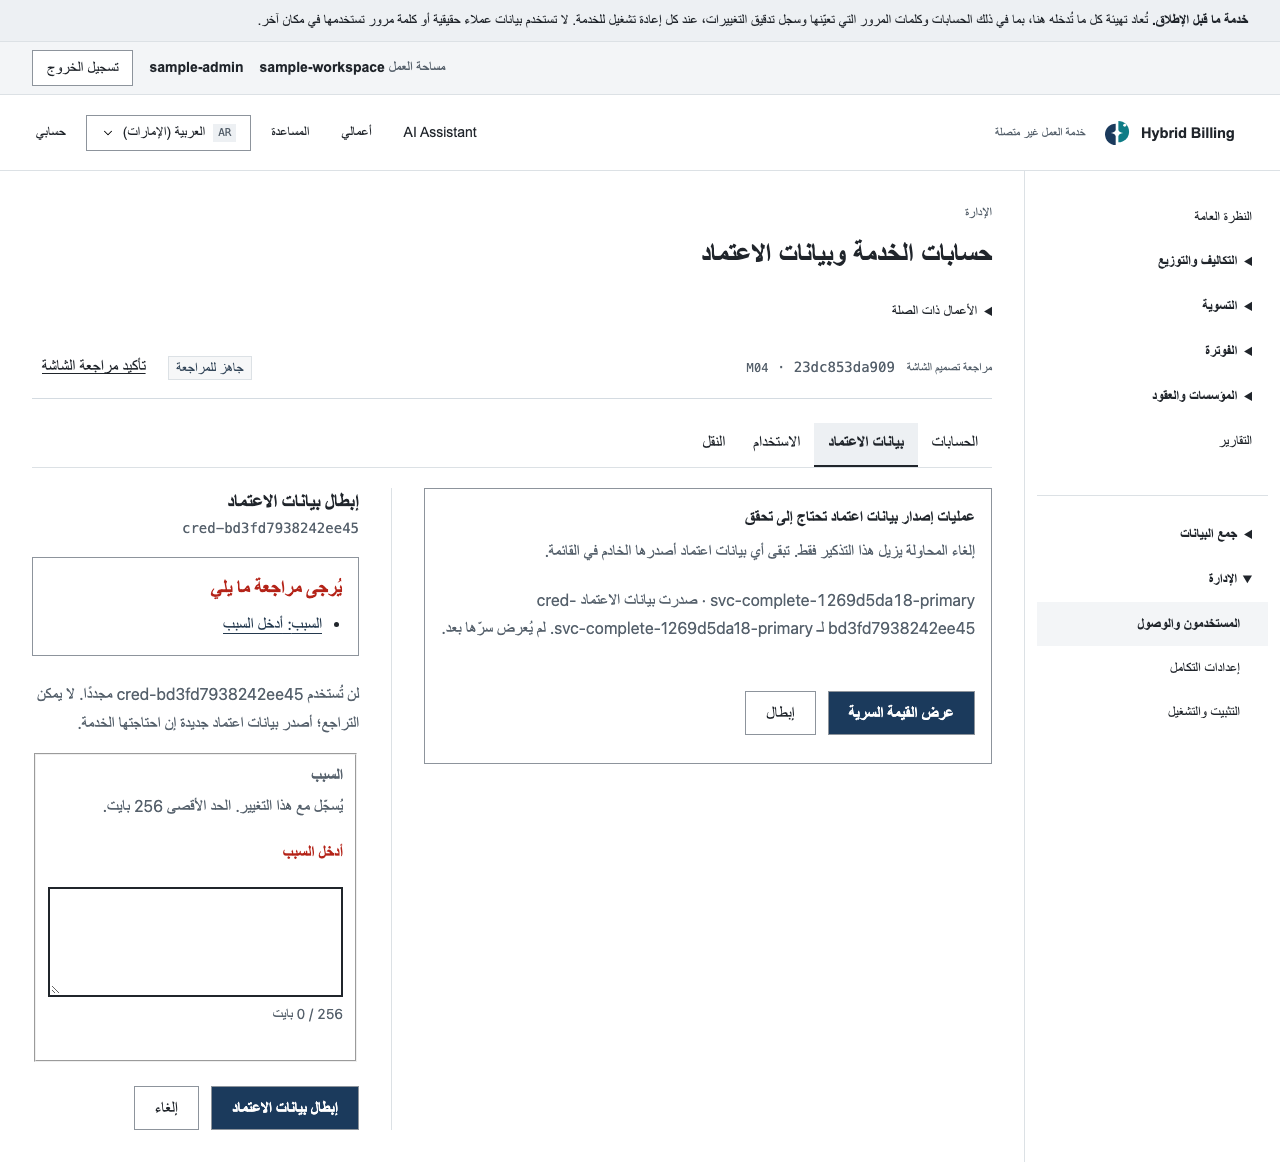 خدمة ما قبل الإطلاق. تُعاد تهيئة كل ما تُدخله هنا، بما في ذلك الحسابات وكلمات المرور التي تعيّنها وسجل تدقيق التغييرات، عند كل إعادة تشغيل للخدمة. لا تستخدم بيانات عملاء حقيقية أو كلمة مرور تستخدمها في مكان آخر.
مساحة العمل sample-workspace sample-admin تسجيل الخروج
Hybrid Billing خدمة العمل غير متصلة AI Assistant أعمالي المساعدة AR العربية (الإمارات) حسابي
النظرة العامة
التكاليف والتوزيع
التسوية
الفوترة
المؤسسات والعقود
التقارير
جمع البيانات
الإدارة
المستخدمون والوصول
إعدادات التكامل
التثبيت والتشغيل
الإدارة
حسابات الخدمة وبيانات الاعتماد
الأعمال ذات الصلة
مراجعة تصميم الشاشة M04 · 23dc853da909 جاهز للمراجعة تأكيد مراجعة الشاشة
الحسابات بيانات الاعتماد الاستخدام النقل
عمليات إصدار بيانات اعتماد تحتاج إلى تحقق
إلغاء المحاولة يزيل هذا التذكير فقط. تبقى أي بيانات اعتماد أصدرها الخادم في القائمة.
svc-complete-1269d5da18-primary · صدرت بيانات الاعتماد cred-
bd3fd7938242ee45 لـ svc-complete-1269d5da18-primary. لم يُعرض سرّها بعد.
عرض القيمة السرية إبطال
إبطال بيانات الاعتماد
cred-bd3fd7938242ee45
يُرجى مراجعة ما يلي
السبب: أدخل السبب
لن تُستخدم cred-bd3fd7938242ee45 مجددًا. لا يمكن
التراجع؛ أصدر بيانات اعتماد جديدة إن احتاجتها الخدمة.
السبب
يُسجّل مع هذا التغيير. الحد الأقصى 256 بايت.
أدخل السبب
256 / 0 بايت
إبطال بيانات الاعتماد إلغاء